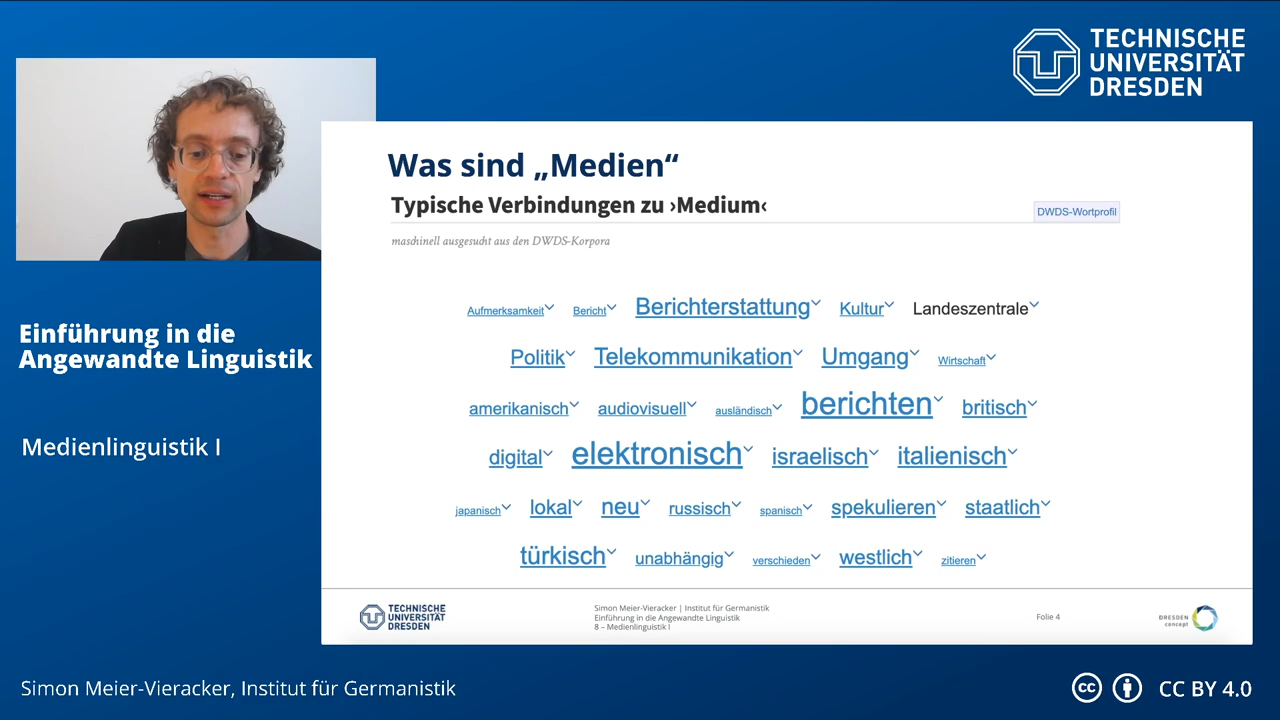 TECHNISCHE
UNIVERSITÄT
DRESDEN
Was sind „Medien“
Typische Verbindungen zu ›Medium‹
DWDS-Wortprofil
maschinell ausgesucht aus den DWDS-Korpora
Aufmerksamkeit Bericht Berichterstattung Kultur Landeszentrale
Politik Telekommunikation Umgang Wirtschaft
amerikanisch audiovisuell ausländisch berichten britisch
digital elektronisch israelisch italienisch
japanisch lokal neu russisch spanisch spekulieren staatlich
türkisch unabhängig verschieden westlich zitieren
Einführung in die
Angewandte Linguistik
Medienlinguistik I
TECHNISCHE
UNIVERSITÄT
DRESDEN
Simon Meier-Vieracker | Institut für Germanistik
Einführung in die Angewandte Linguistik
8 – Medienlinguistik I
Folie 4
DRESDEN
concept
Simon Meier-Vieracker, Institut für Germanistik
cc CC BY 4.0